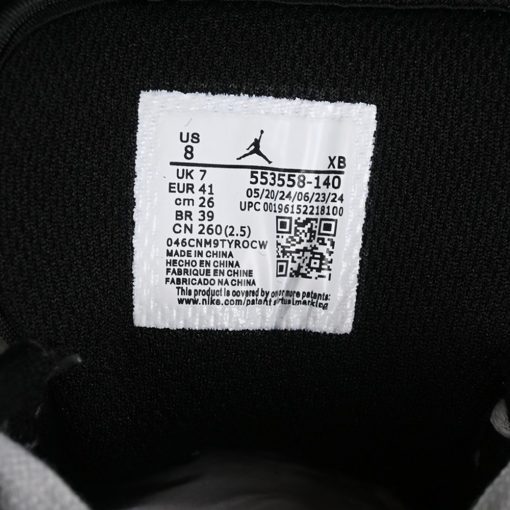 US
8
XB
UK 7
EUR 41
cm 26
BR 39
CN 260(2.5)
553558-140
05/20/24/06/23/24
UPC 00196152218100
046CNM9TYROCW
MADE IN CHINA
HECHO EN CHINA
FABRIQUE EN CHINE
FABRICADO NA CHINA
This product is covered by on or more patents:
www.nike.com/patent